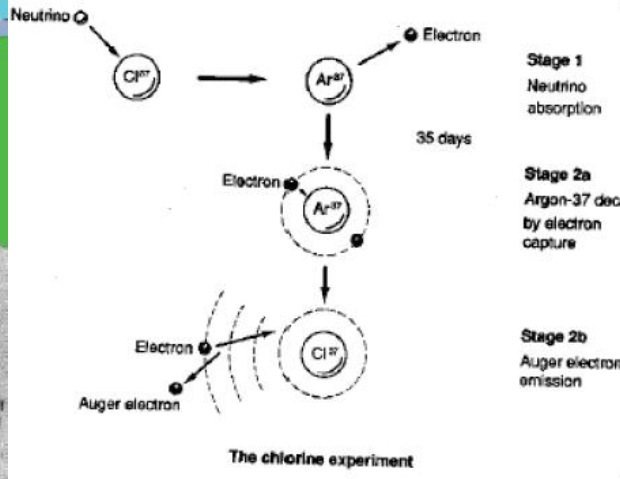 Neutrino
Electron
Cl³⁷
Ar³⁷
Stage 1
Neutrino
absorption
35 days
Electron
Ar³⁷
Stage 2a
Argon-37 dec
by electron
capture
Electron
Cl³⁷
Auger electron
Stage 2b
Auger electron
emission
The chlorine experiment